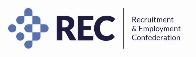 REC
Recruitment
& Employment
Confederation